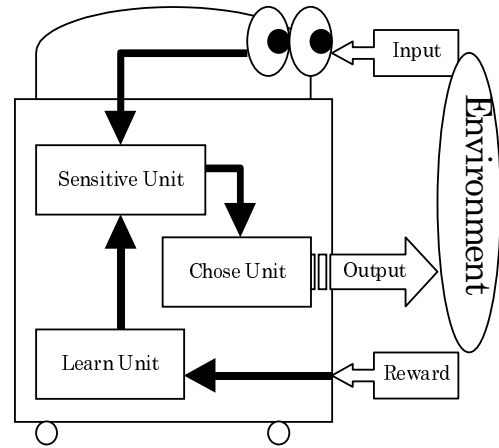 Input
Environment
Sensitive Unit
Chose Unit
Output
Learn Unit
Reward